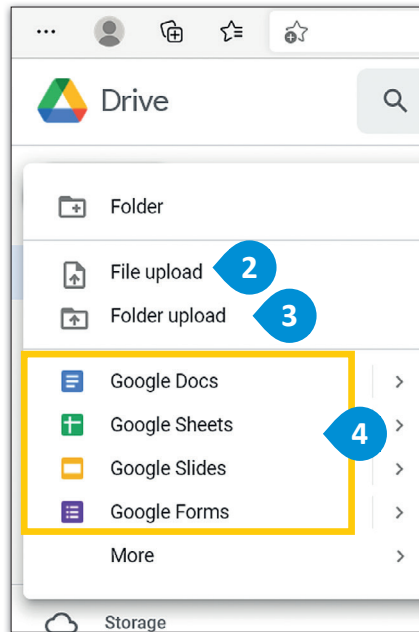 Drive
Folder
File upload 2
Folder upload 3
Google Docs
Google Sheets
4
Google Slides
Google Forms
More
Storage